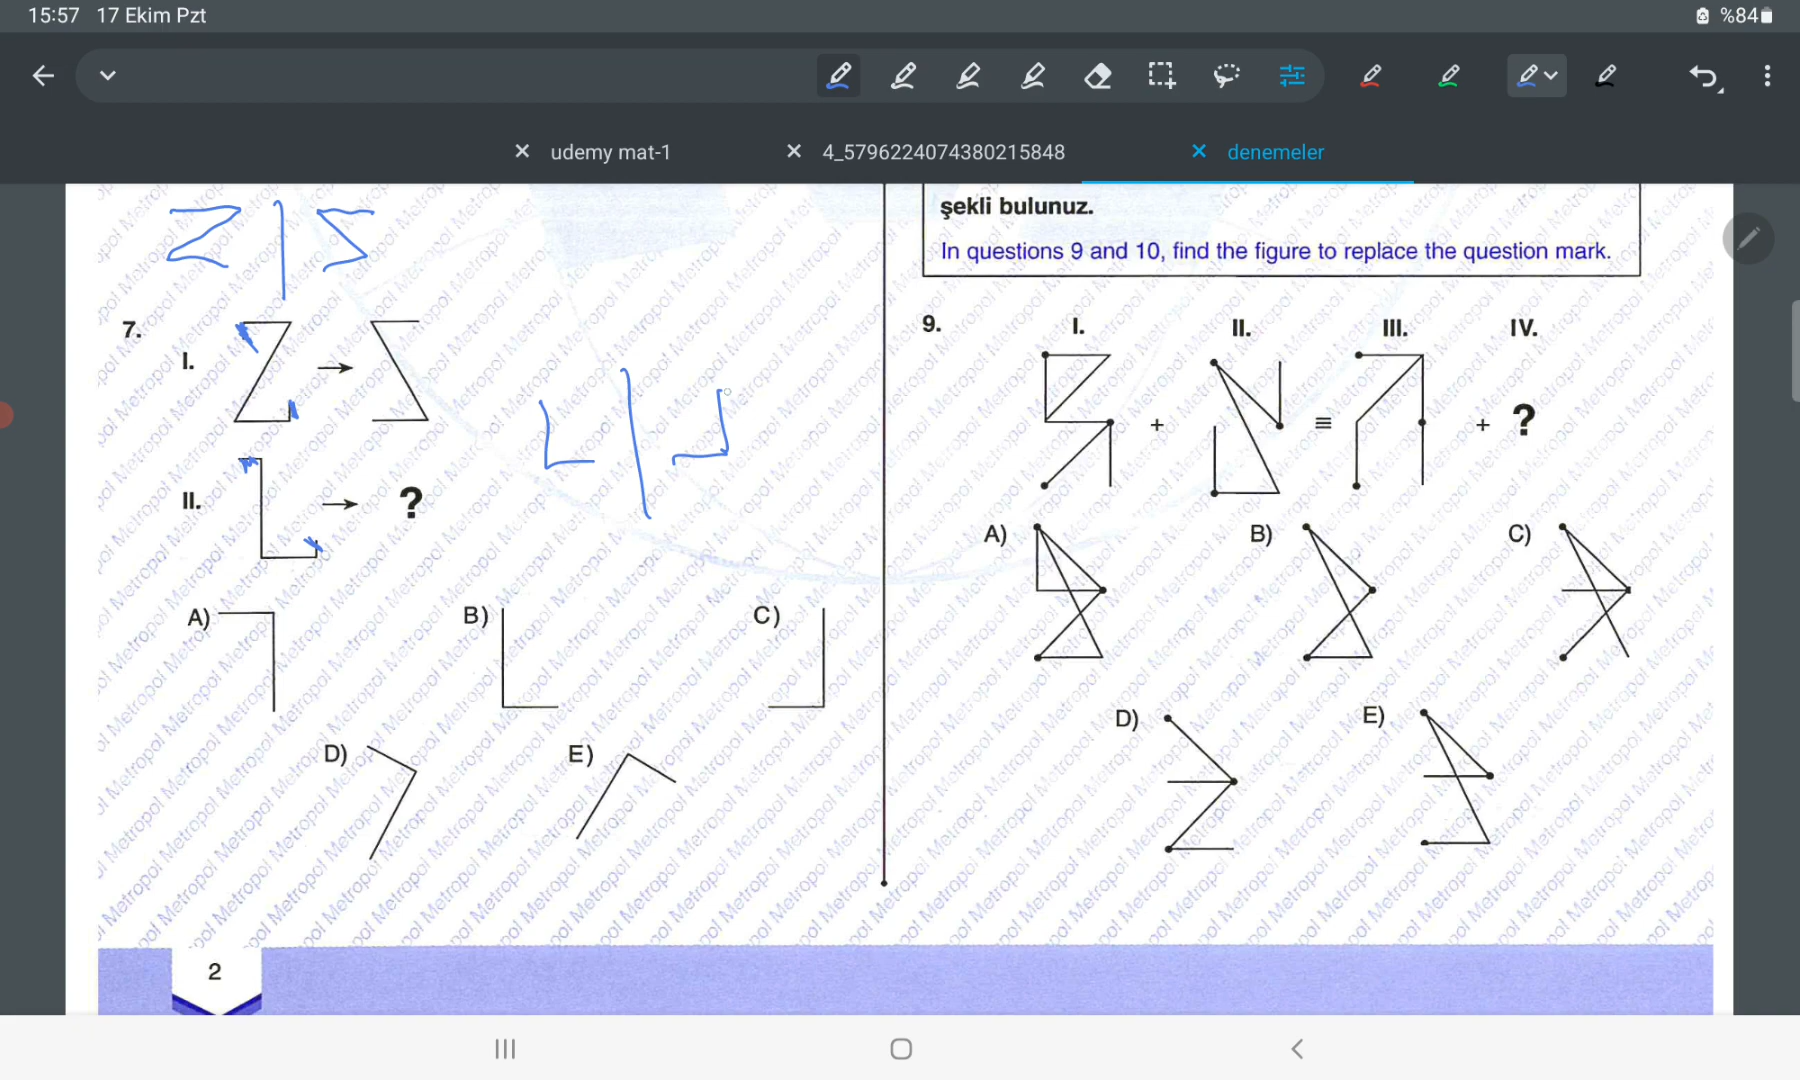 15:57 17 Ekim Pzt
%84
udemy mat-1
4_5796224074380215848
denemeler
7.
I.
II.
?
A)
B)
C)
D)
E)
şekli bulunuz.
In questions 9 and 10, find the figure to replace the question mark.
9.
I.
II.
III.
IV.
+
≡
+
?
A)
B)
C)
D)
E)
2
Metropol